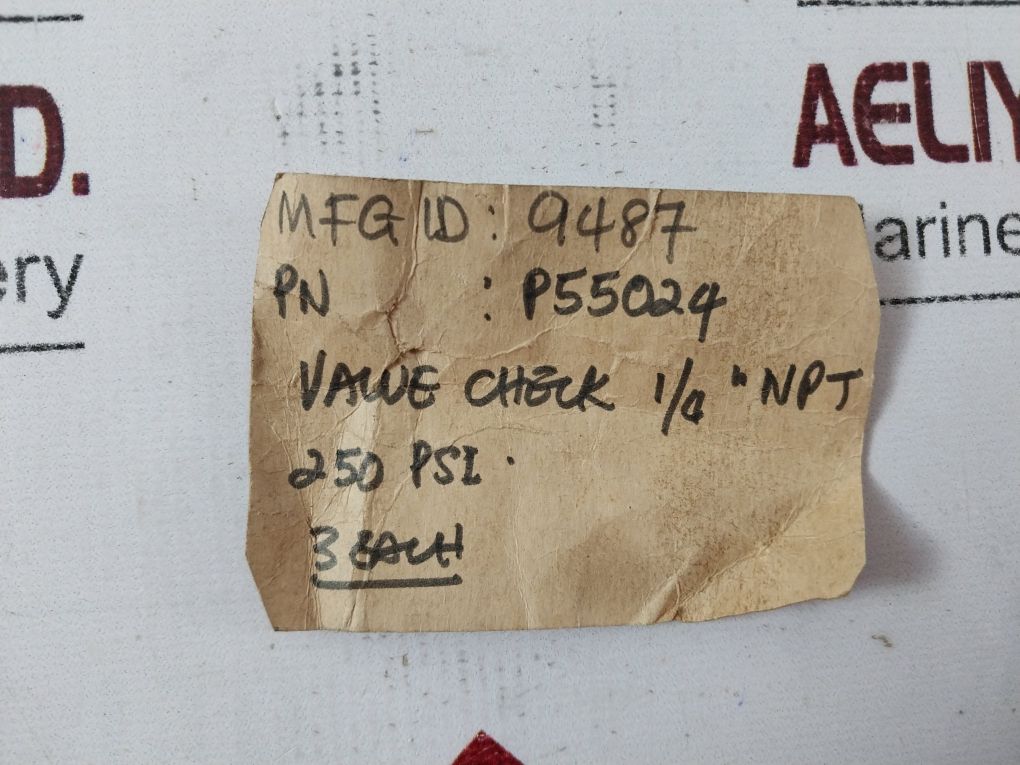 D.
AELIY
ery
arine
MFG ID: 9487
PN : P55024
VALVE CHECK 1/4" NPT
250 PSI.
3 EACH